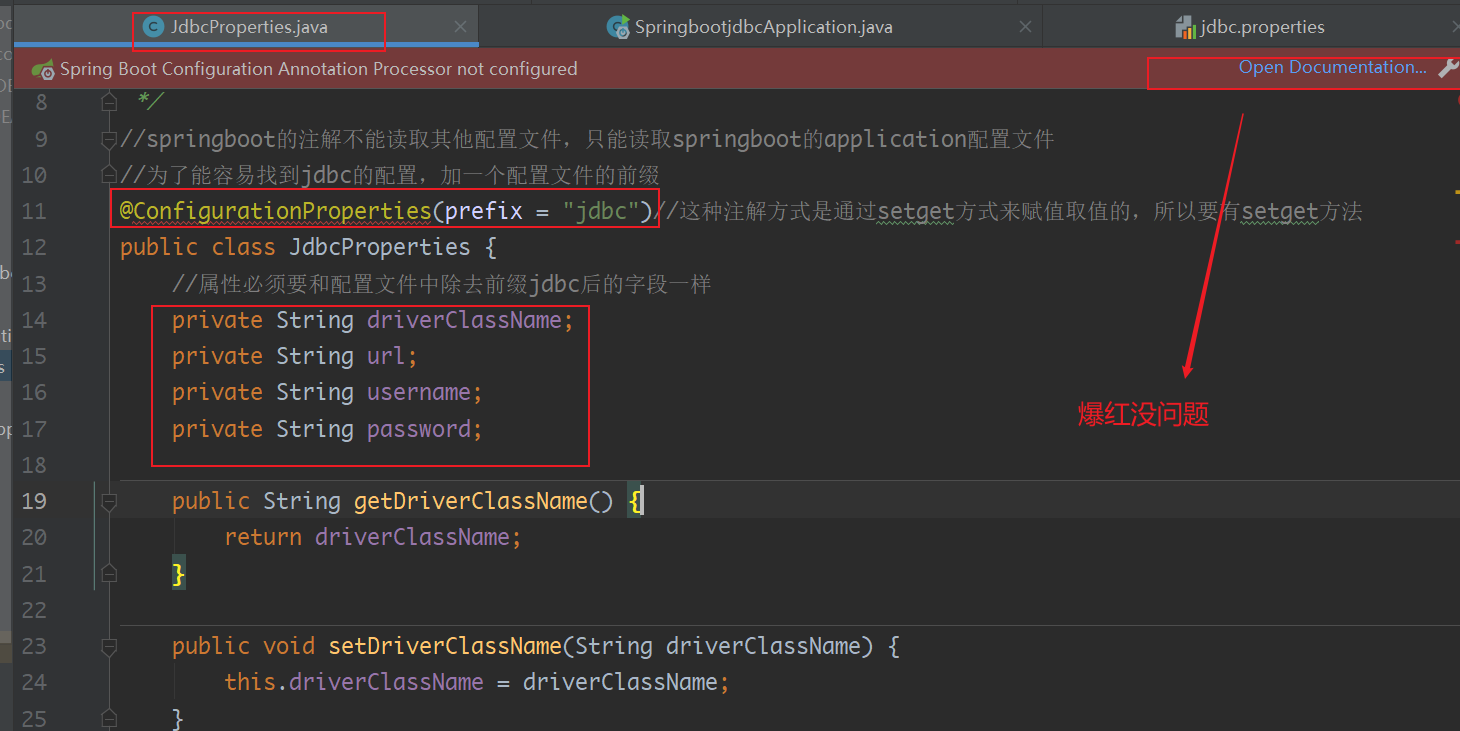 JdbcProperties.java
SpringbootjdbcApplication.java
jdbc.properties
Spring Boot Configuration Annotation Processor not configured
Open Documentation...
8 */
9 //springboot的注解不能读取其他配置文件，只能读取springboot的application配置文件
10 //为了能容易找到jdbc的配置，加一个配置文件的前缀
11 @ConfigurationProperties(prefix = "jdbc")//这种注解方式是通过setget方式来赋值取值的，所以要有setget方法
12 public class JdbcProperties {
13 //属性必须要和配置文件中除去前缀jdbc后的字段一样
14 private String driverClassName;
15 private String url;
16 private String username;
17 private String password;
爆红没问题
18
19 public String getDriverClassName() {
20 return driverClassName;
21 }
22
23 public void setDriverClassName(String driverClassName) {
24 this.driverClassName = driverClassName;
25 }